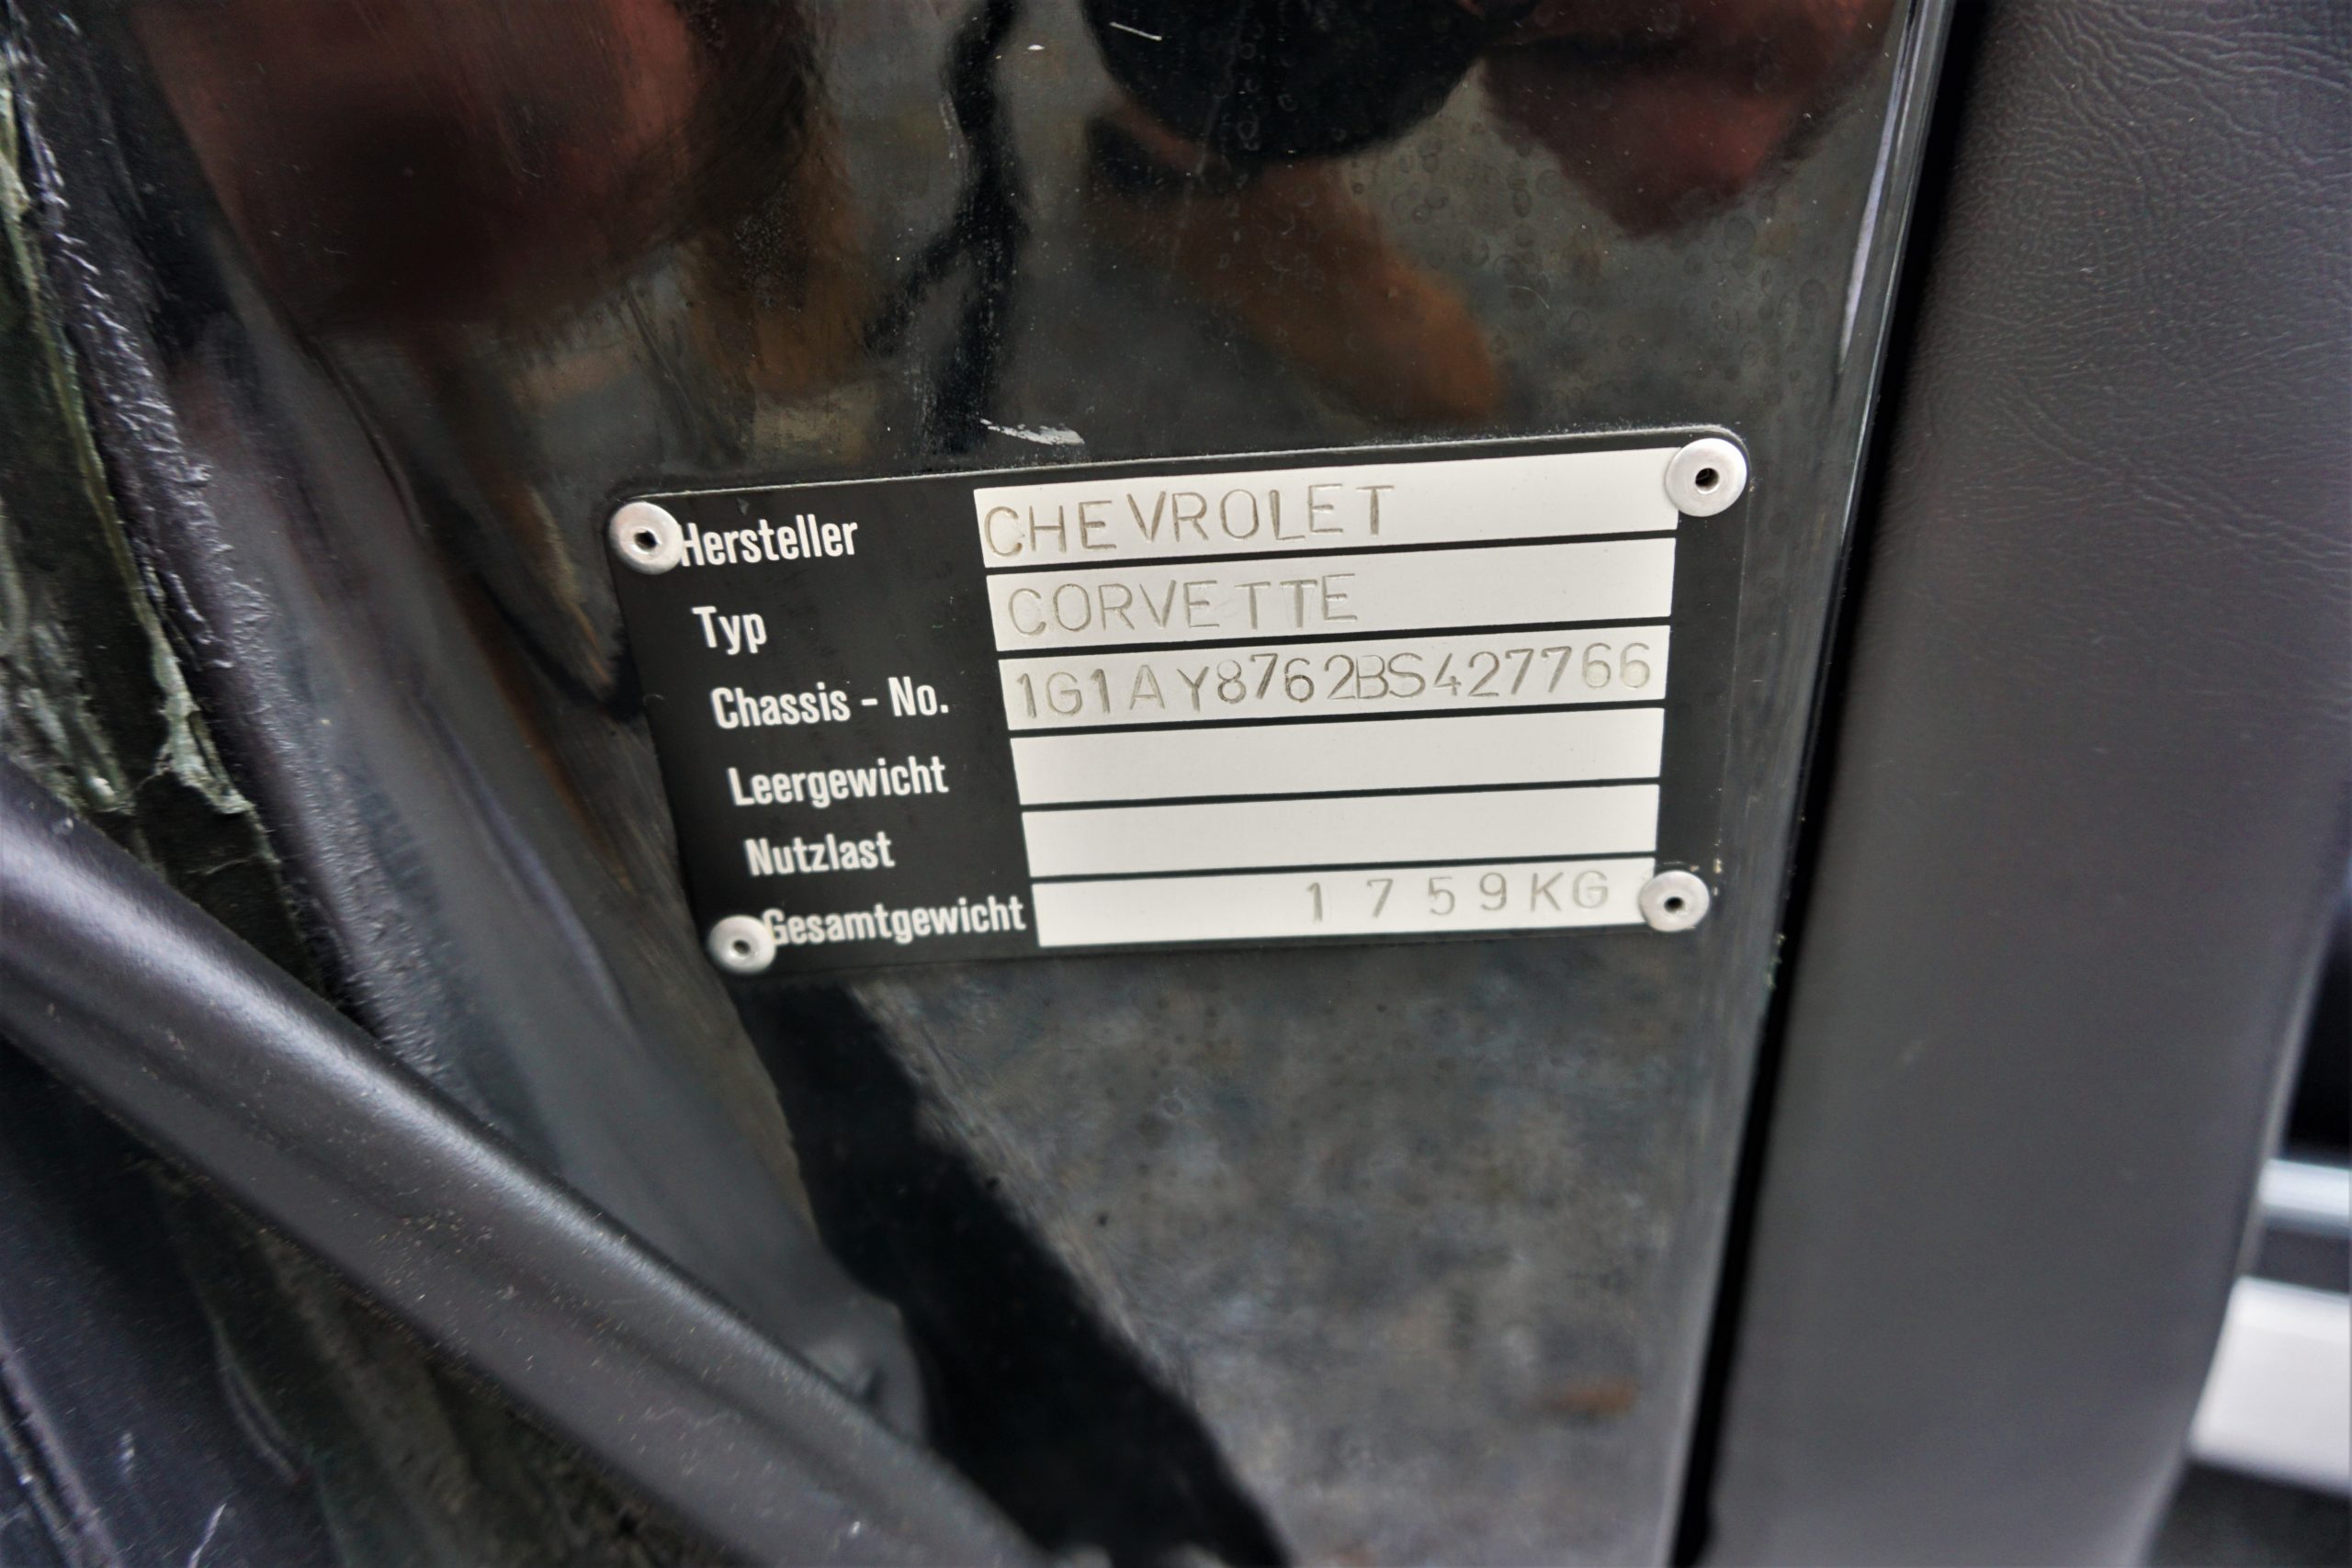 Hersteller CHEVROLET
Typ CORVETTE
Chassis - No. 1G1AY8762BS427766
Leergewicht
Nutzlast
Gesamtgewicht 1759KG